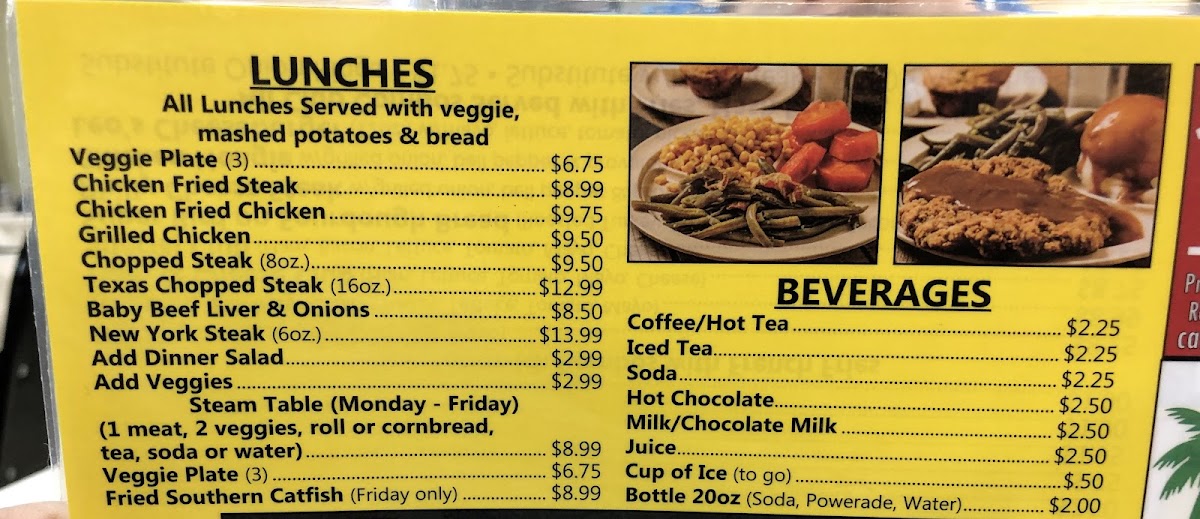 LUNCHES
All Lunches Served with veggie,
mashed potatoes & bread
Veggie Plate (3) $6.75
Chicken Fried Steak $8.99
Chicken Fried Chicken $9.75
Grilled Chicken $9.50
Chopped Steak (8oz.) $9.50
Texas Chopped Steak (16oz.) $12.99
Baby Beef Liver & Onions $8.50
New York Steak (6oz.) $13.99
Add Dinner Salad $2.99
Add Veggies $2.99
Steam Table (Monday - Friday)
(1 meat, 2 veggies, roll or cornbread,
tea, soda or water) $8.99
Veggie Plate (3) $6.75
Fried Southern Catfish (Friday only) $8.99
BEVERAGES
Coffee/Hot Tea $2.25
Iced Tea $2.25
Soda $2.25
Hot Chocolate $2.50
Milk/Chocolate Milk $2.50
Juice $2.50
Cup of Ice (to go) $.50
Bottle 20oz (Soda, Powerade, Water) $2.00